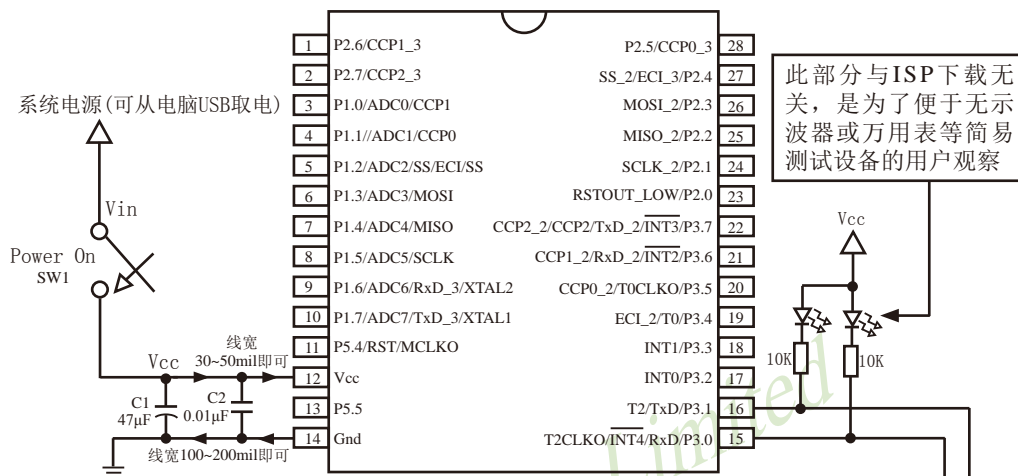 系统电源(可从电脑USB取电)
Vin
Power On
SW1
Vcc
线宽
30~50mil即可
C1
47μF
C2
0.01μF
线宽100~200mil即可
1 P2.6/CCP1_3
2 P2.7/CCP2_3
3 P1.0/ADC0/CCP1
4 P1.1//ADC1/CCP0
5 P1.2/ADC2/SS/ECI/SS
6 P1.3/ADC3/MOSI
7 P1.4/ADC4/MISO
8 P1.5/ADC5/SCLK
9 P1.6/ADC6/RxD_3/XTAL2
10 P1.7/ADC7/TxD_3/XTAL1
11 P5.4/RST/MCLKO
12 Vcc
13 P5.5
14 Gnd
P2.5/CCP0_3 28
SS_2/ECI_3/P2.4 27
MOSI_2/P2.3 26
MISO_2/P2.2 25
SCLK_2/P2.1 24
RSTOUT_LOW/P2.0 23
CCP2_2/CCP2/TxD_2/INT3/P3.7 22
CCP1_2/RxD_2/INT2/P3.6 21
CCP0_2/T0CLKO/P3.5 20
ECI_2/T0/P3.4 19
INT1/P3.3 18
INT0/P3.2 17
T2/TxD/P3.1 16
T2CLKO/INT4/RxD/P3.0 15
此部分与ISP下载无
关，是为了便于无示
波器或万用表等简易
测试设备的用户观察
Vcc
10K
10K
Limited